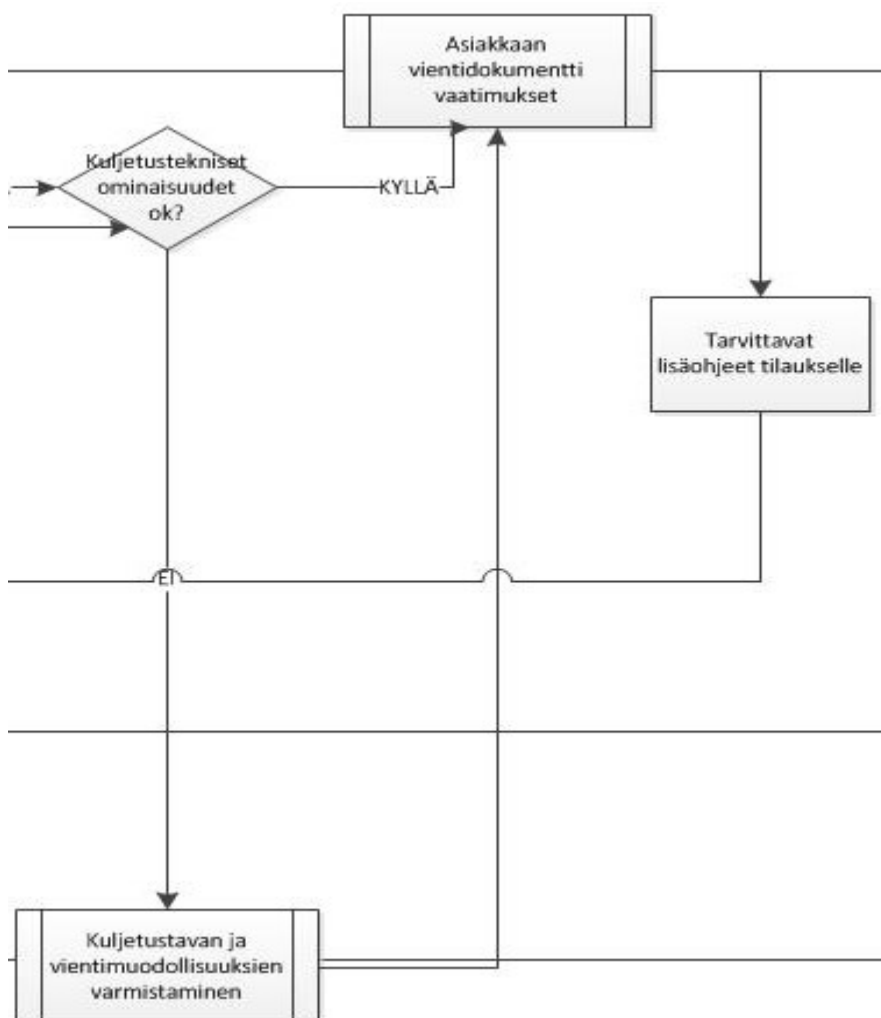 Asiakkaan
vientidokumentti
vaatimukset
Kuljetustekniset
ominaisuudet
ok?
KYLLÄ
Tarvittavat
lisäohjeet tilaukselle
EI
Kuljetustavan ja
vientimuodollisuuksien
varmistaminen